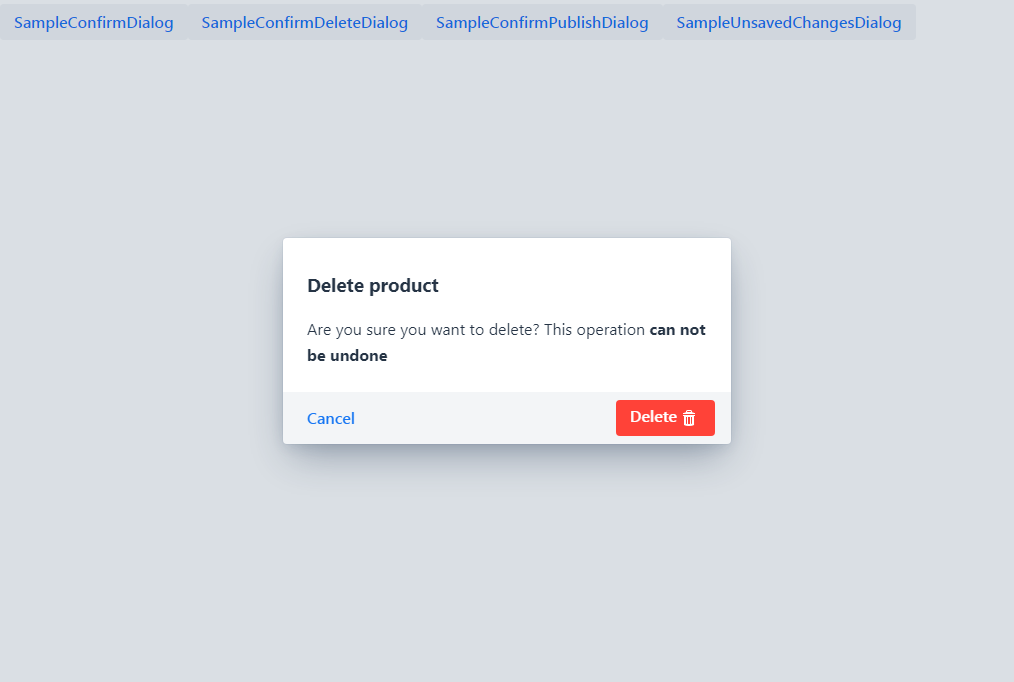 SampleConfirmDialog SampleConfirmDeleteDialog SampleConfirmPublishDialog SampleUnsavedChangesDialog
Delete product
Are you sure you want to delete? This operation can not
be undone
Cancel Delete